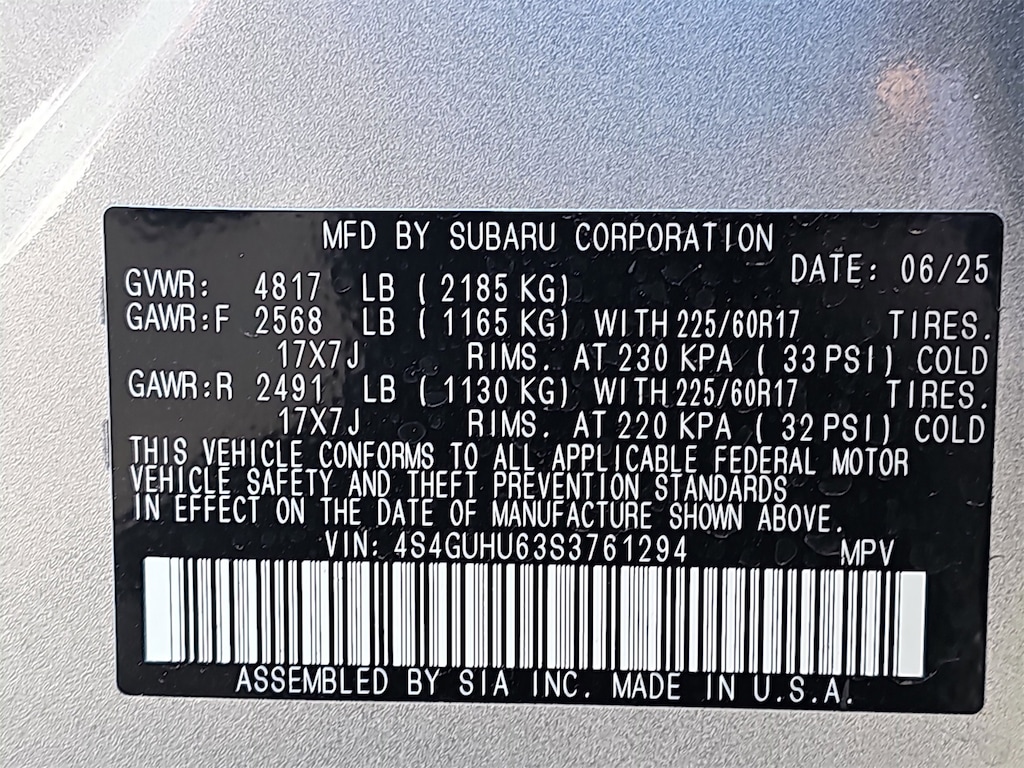 MFD BY SUBARU CORPORATION
DATE: 06/25
GVWR: 4817 LB ( 2185 KG)
GAWR:F 2568 LB ( 1165 KG) WITH 225/60R17 TIRES.
17X7J RIMS. AT 230 KPA ( 33 PSI) COLD
GAWR:R 2491 LB ( 1130 KG) WITH 225/60R17 TIRES.
17X7J RIMS. AT 220 KPA ( 32 PSI) COLD
THIS VEHICLE CONFORMS TO ALL APPLICABLE FEDERAL MOTOR
VEHICLE SAFETY AND THEFT PREVENTION STANDARDS
IN EFFECT ON THE DATE OF MANUFACTURE SHOWN ABOVE.
VIN: 4S4GUHU63S3761294 MPV
ASSEMBLED BY SIA INC. MADE IN U.S.A.